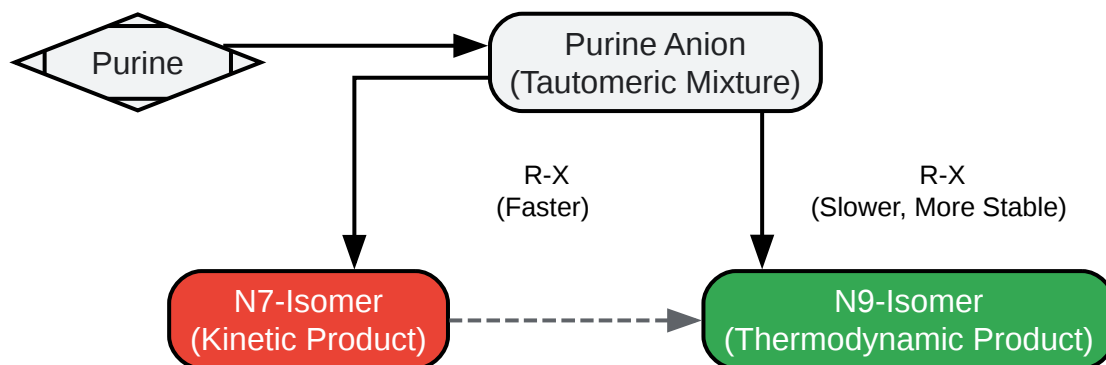 Purine
Purine Anion
(Tautomeric Mixture)
R-X
(Faster)
R-X
(Slower, More Stable)
N7-Isomer
(Kinetic Product)
N9-Isomer
(Thermodynamic Product)